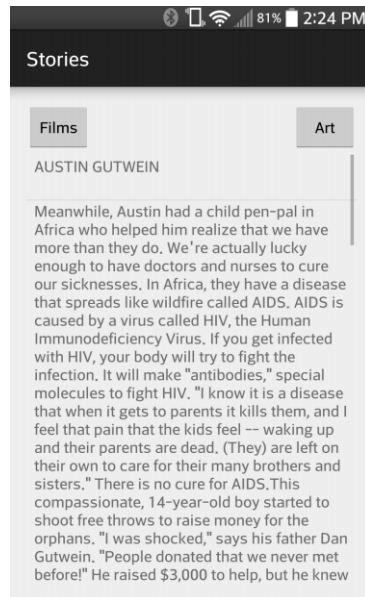 81% 2:24 PM
Stories
Films Art
AUSTIN GUTWEIN
Meanwhile, Austin had a child pen-pal in
Africa who helped him realize that we have
more than they do. We're actually lucky
enough to have doctors and nurses to cure
our sicknesses. In Africa, they have a disease
that spreads like wildfire called AIDS. AIDS is
caused by a virus called HIV, the Human
Immunodeficiency Virus. If you get infected
with HIV, your body will try to fight the
infection. It will make "antibodies," special
molecules to fight HIV. "I know it is a disease
that when it gets to parents it kills them, and I
feel that pain that the kids feel -- waking up
and their parents are dead. (They) are left on
their own to care for their many brothers and
sisters." There is no cure for AIDS.This
compassionate, 14-year-old boy started to
shoot free throws to raise money for the
orphans. "I was shocked," says his father Dan
Gutwein. "People donated that we never met
before!" He raised $3,000 to help, but he knew